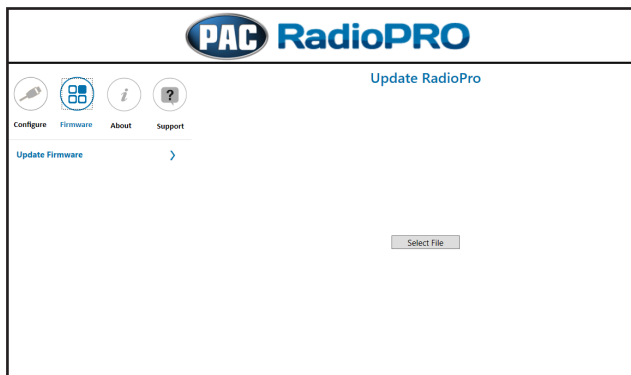 PAC RadioPRO
Update RadioPro
i
?
Configure
Firmware
About
Support
Update Firmware
Select File